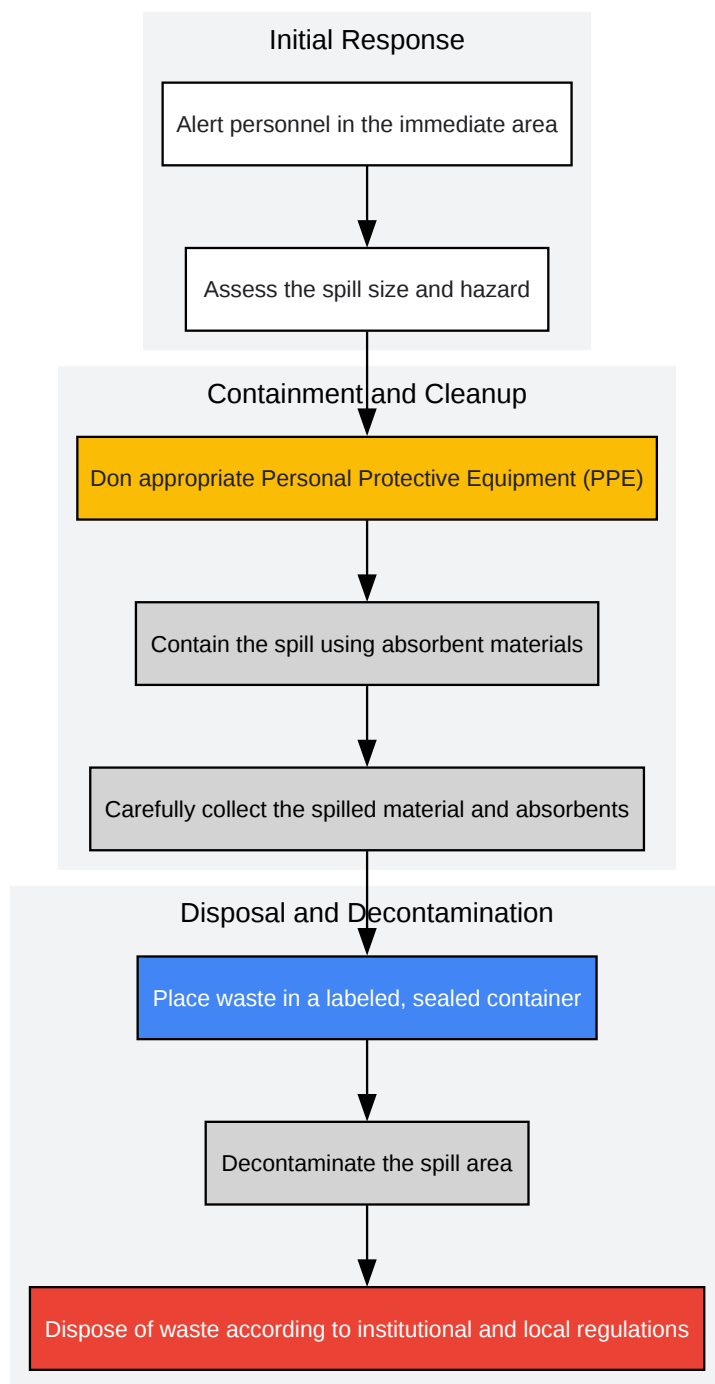 Initial Response
Alert personnel in the immediate area
Assess the spill size and hazard
Containment and Cleanup
Don appropriate Personal Protective Equipment (PPE)
Contain the spill using absorbent materials
Carefully collect the spilled material and absorbents
Disposal and Decontamination
Place waste in a labeled, sealed container
Decontaminate the spill area
Dispose of waste according to institutional and local regulations